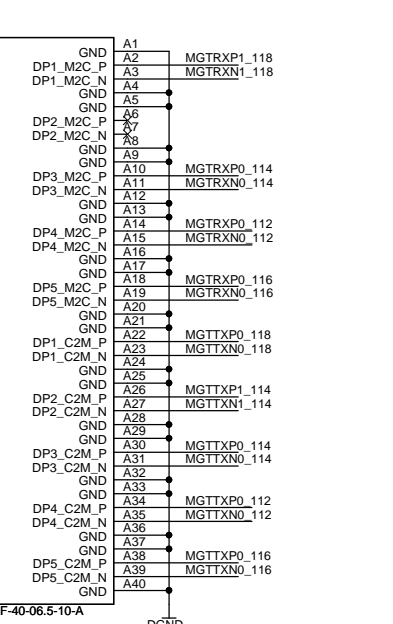 GND A1
DP1_M2C_P A2 MGTRXP1_118
DP1_M2C_N A3 MGTRXN1_118
GND A4
GND A5
DP2_M2C_P A6
DP2_M2C_N A7
GND A8
GND A9
DP3_M2C_P A10 MGTRXP0_114
DP3_M2C_N A11 MGTRXN0_114
GND A12
GND A13
DP4_M2C_P A14 MGTRXP0_112
DP4_M2C_N A15 MGTRXN0_112
GND A16
GND A17
DP5_M2C_P A18 MGTRXP0_116
DP5_M2C_N A19 MGTRXN0_116
GND A20
GND A21
DP1_C2M_P A22 MGTTXP0_118
DP1_C2M_N A23 MGTTXN0_118
GND A24
GND A25
DP2_C2M_P A26 MGTTXP1_114
DP2_C2M_N A27 MGTTXN1_114
GND A28
GND A29
DP3_C2M_P A30 MGTTXP0_114
DP3_C2M_N A31 MGTTXN0_114
GND A32
GND A33
DP4_C2M_P A34 MGTTXP0_112
DP4_C2M_N A35 MGTTXN0_112
GND A36
GND A37
DP5_C2M_P A38 MGTTXP0_116
DP5_C2M_N A39 MGTTXN0_116
GND A40
F-40-06.5-10-A
DGND